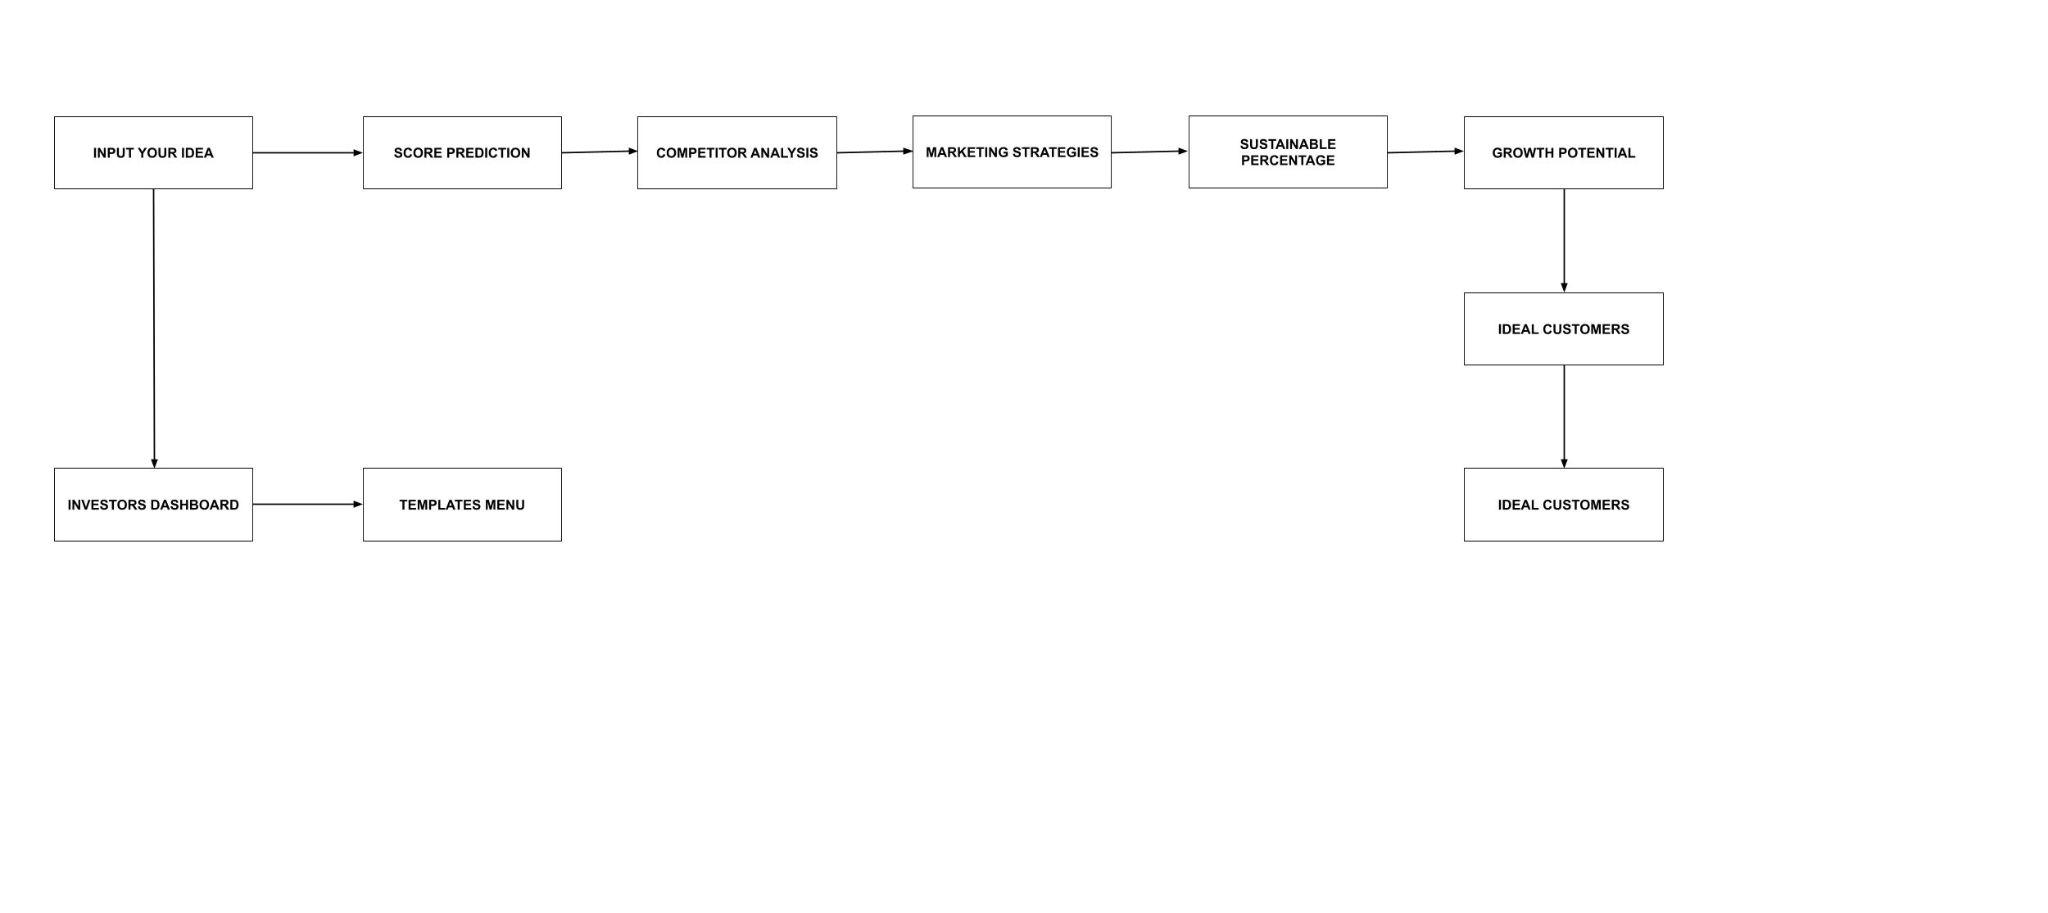 INPUT YOUR IDEA
SCORE PREDICTION
COMPETITOR ANALYSIS
MARKETING STRATEGIES
SUSTAINABLE
PERCENTAGE
GROWTH POTENTIAL
IDEAL CUSTOMERS
INVESTORS DASHBOARD
TEMPLATES MENU
IDEAL CUSTOMERS